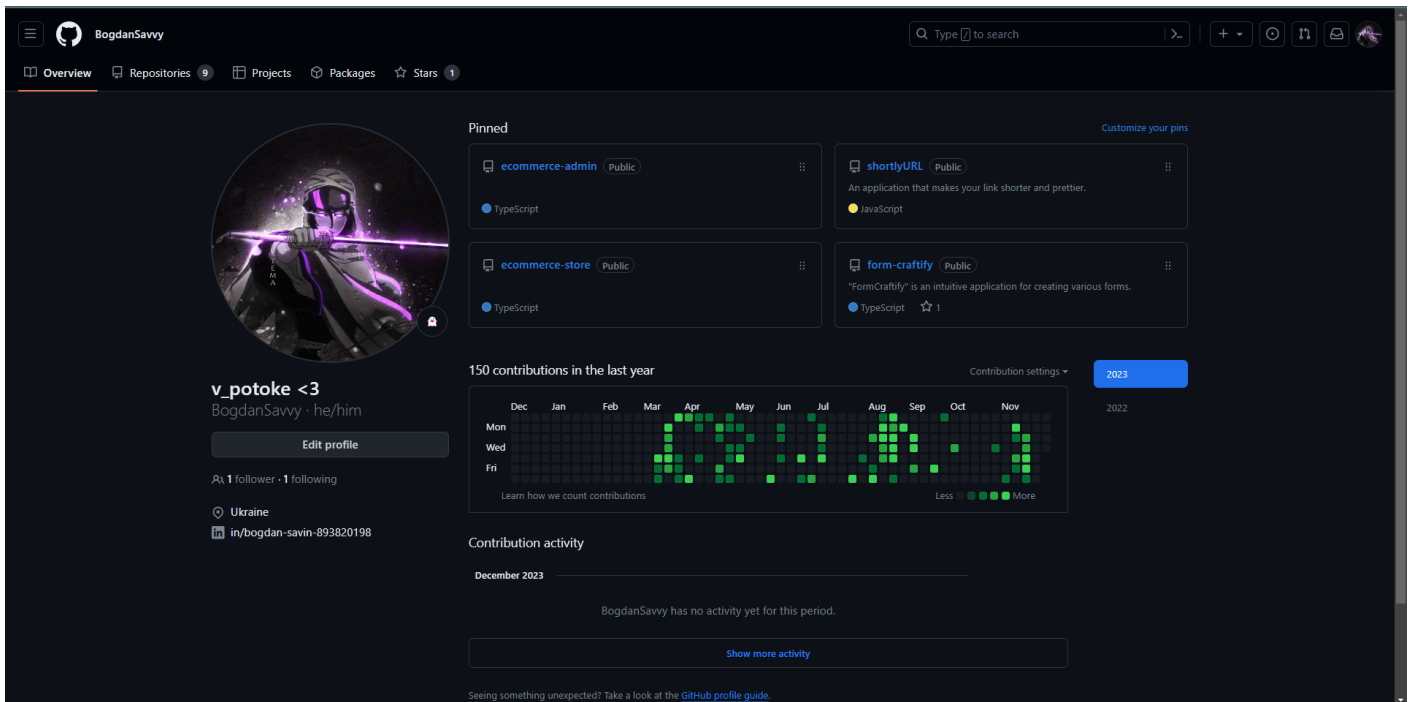 BogdanSavvy
Type / to search
Overview Repositories 9 Projects Packages Stars 1
Pinned
Customize your pins
ecommerce-admin Public
TypeScript
shortlyURL Public
An application that makes your link shorter and prettier.
JavaScript
ecommerce-store Public
TypeScript
form-craftify Public
"FormCraftify" is an intuitive application for creating various forms.
TypeScript 1
TEMA
v_potoke <3
BogdanSavvy · he/him
Edit profile
1 follower · 1 following
Ukraine
in/bogdan-savin-893820198
150 contributions in the last year
Contribution settings
2023
2022
Dec Jan Feb Mar Apr May Jun Jul Aug Sep Oct Nov
Mon
Wed
Fri
Learn how we count contributions
Less More
Contribution activity
December 2023
BogdanSavvy has no activity yet for this period.
Show more activity
Seeing something unexpected? Take a look at the GitHub profile guide.